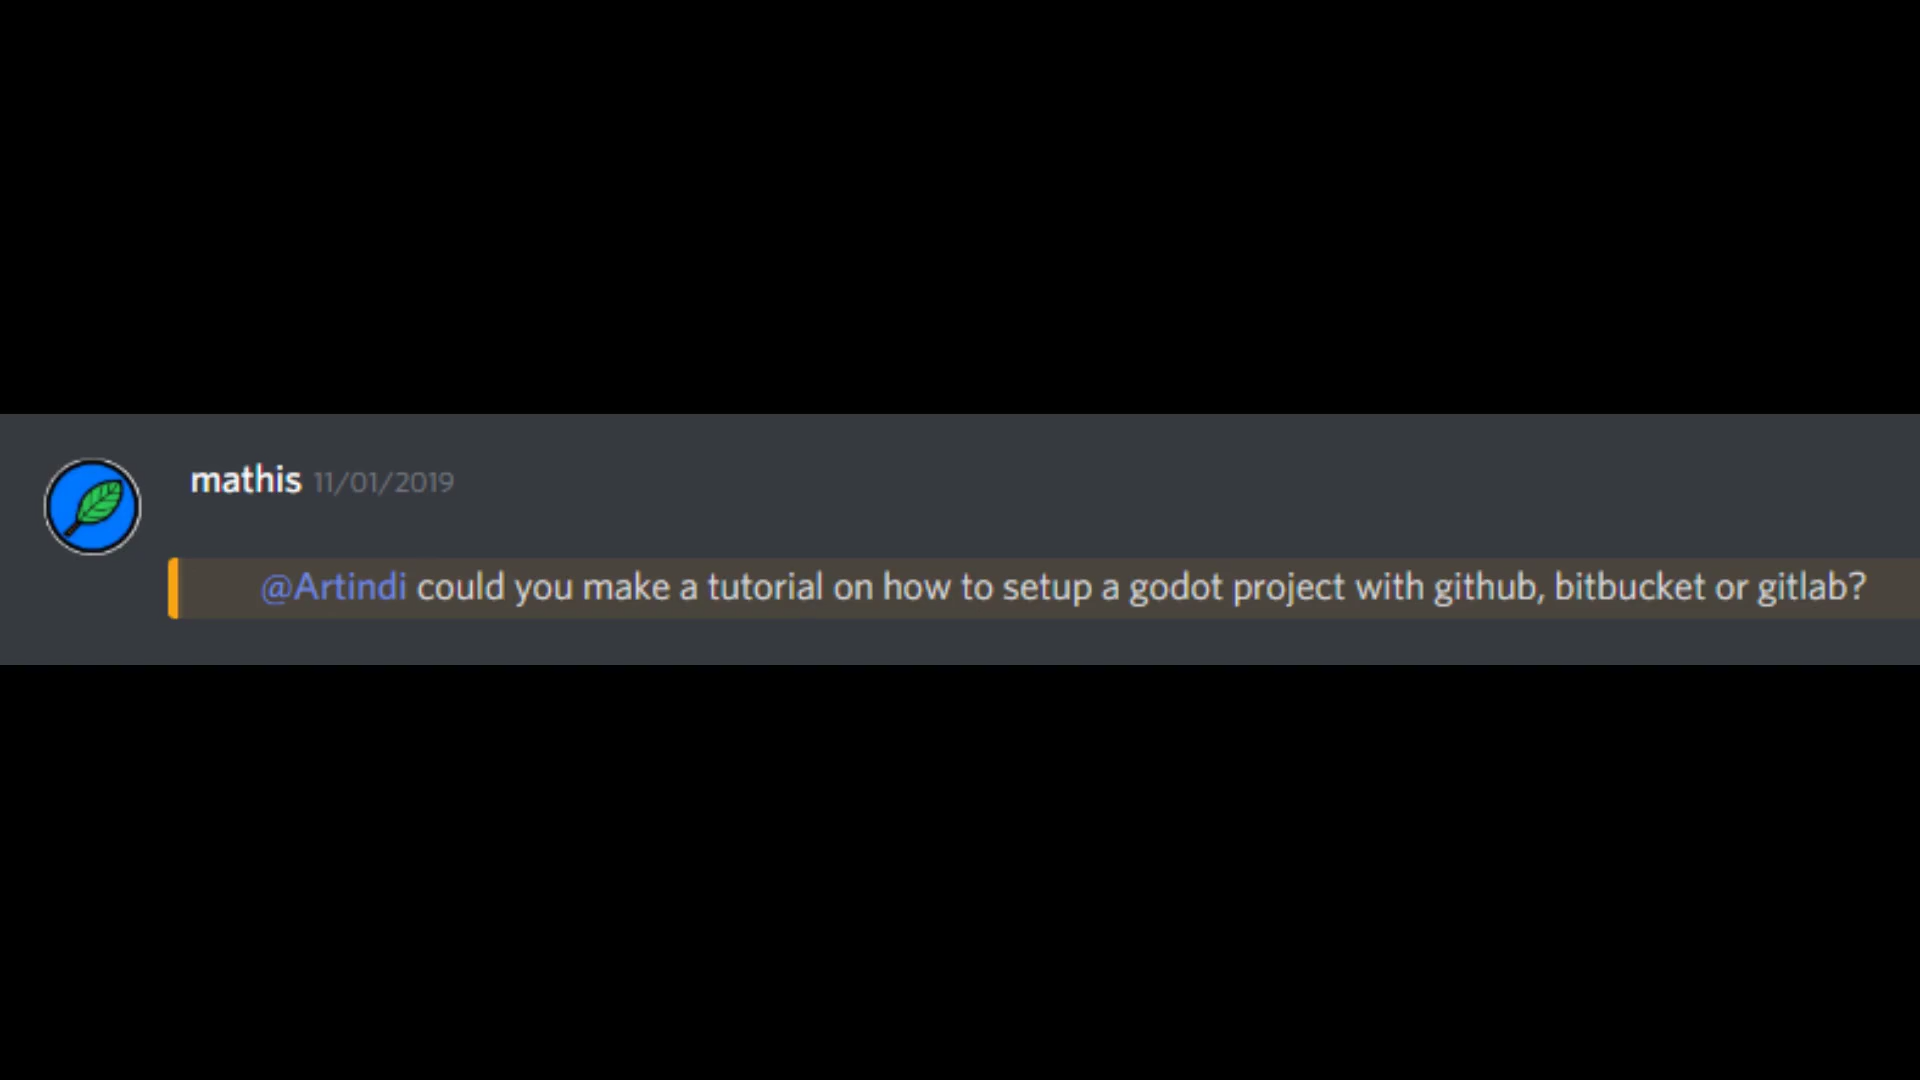 mathis 11/01/2019
@Artindi could you make a tutorial on how to setup a godot project with github, bitbucket or gitlab?